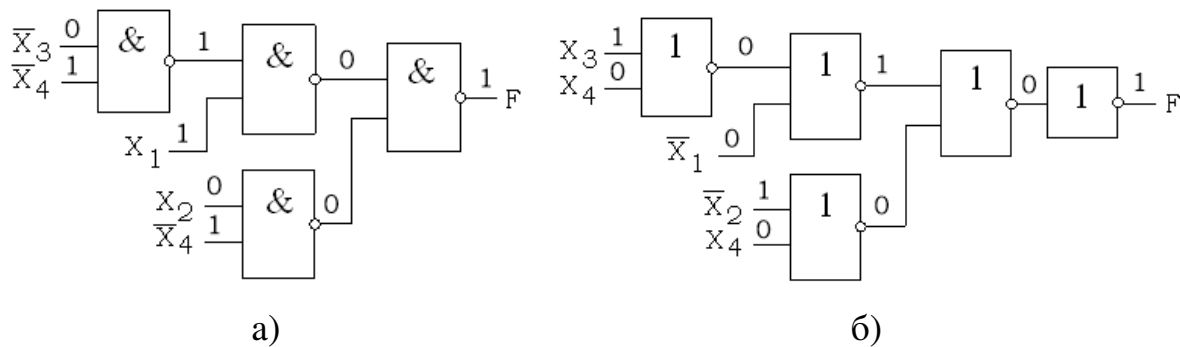 X̅3 0 & 1 & 0 & 1 F
X̅4 1
X1 1
X2 0 & 0
X̅4 1
а)
X3 1 1 0 1 1 1 0 1 1 F
X4 0
X̅1 0
X̅2 1 1 0
X4 0
б)